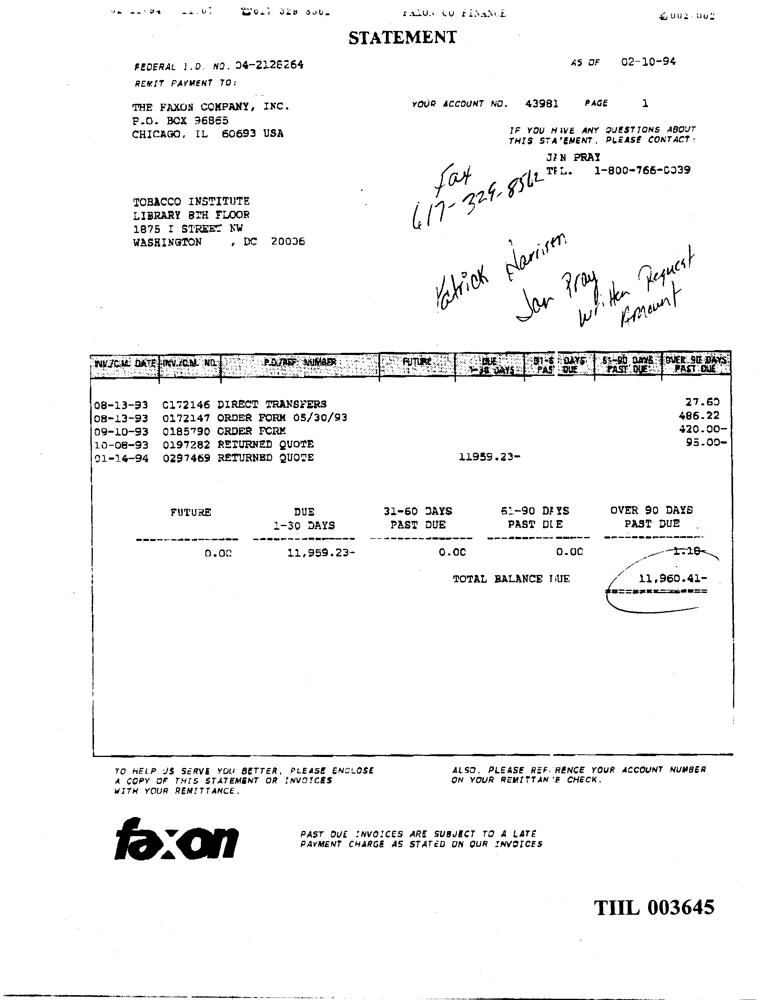 617 329 8562 FAXON CO FINANCE 002/002
STATEMENT
FEDERAL I.D. NO. 04-2126264
AS OF 02-10-94
REMIT PAYMENT TO:
THE FAXON COMPANY, INC.
YOUR ACCOUNT NO. 43981 PAGE 1
P.O. BOX 96865
CHICAGO, IL 60693 USA
IF YOU HAVE ANY QUESTIONS ABOUT
THIS STATEMENT, PLEASE CONTACT:
JAN PRAY
TEL. 1-800-766-0039
Fax
617-329-8562
TOBACCO INSTITUTE
LIBRARY 8TH FLOOR
1875 I STREET NW
WASHINGTON , DC 20006
Patrick Harrison
Jan Pray
Written Request
Amount
INV./C.M. DATE INV./C.M. NO. P.O./REF. NUMBER FUTURE DUE 1-30 DAYS 31-60 DAYS PAST DUE 61-90 DAYS PAST DUE OVER 90 DAYS PAST DUE
08-13-93 0172146 DIRECT TRANSFERS 27.60
08-13-93 0172147 ORDER FORM 05/30/93 486.22
09-10-93 0185790 ORDER FORM 420.00-
10-08-93 0197282 RETURNED QUOTE 95.00-
01-14-94 0297469 RETURNED QUOTE 11959.23-
FUTURE DUE 31-60 DAYS 61-90 DAYS OVER 90 DAYS
1-30 DAYS PAST DUE PAST DUE PAST DUE
0.00 11,959.23- 0.00 0.00 1.18-
TOTAL BALANCE DUE 11,960.41-
TO HELP US SERVE YOU BETTER, PLEASE ENCLOSE
A COPY OF THIS STATEMENT OR INVOICES
WITH YOUR REMITTANCE.
ALSO, PLEASE REFERENCE YOUR ACCOUNT NUMBER
ON YOUR REMITTANCE CHECK.
faxon
PAST DUE INVOICES ARE SUBJECT TO A LATE
PAYMENT CHARGE AS STATED ON OUR INVOICES
TIIL 003645